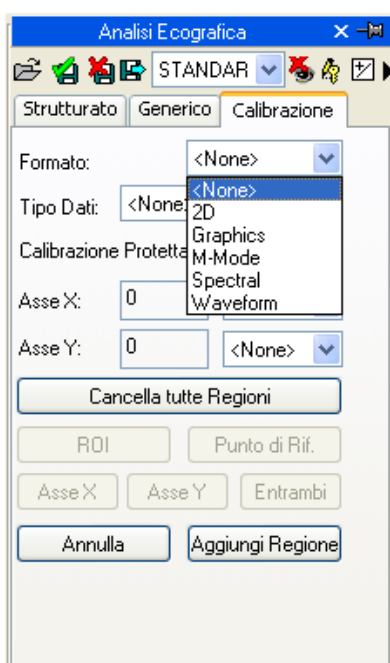 Analisi Ecografica
STANDAR
Strutturato Generico Calibrazione
Formato: <None>
<None>
Tipo Dati: <None>
2D
Graphics
Calibrazione Protetta
M-Mode
Spectral
Asse X: 0
Waveform
Asse Y: 0 <None>
Cancella tutte Regioni
ROI Punto di Rif.
Asse X Asse Y Entrambi
Annulla Aggiungi Regione